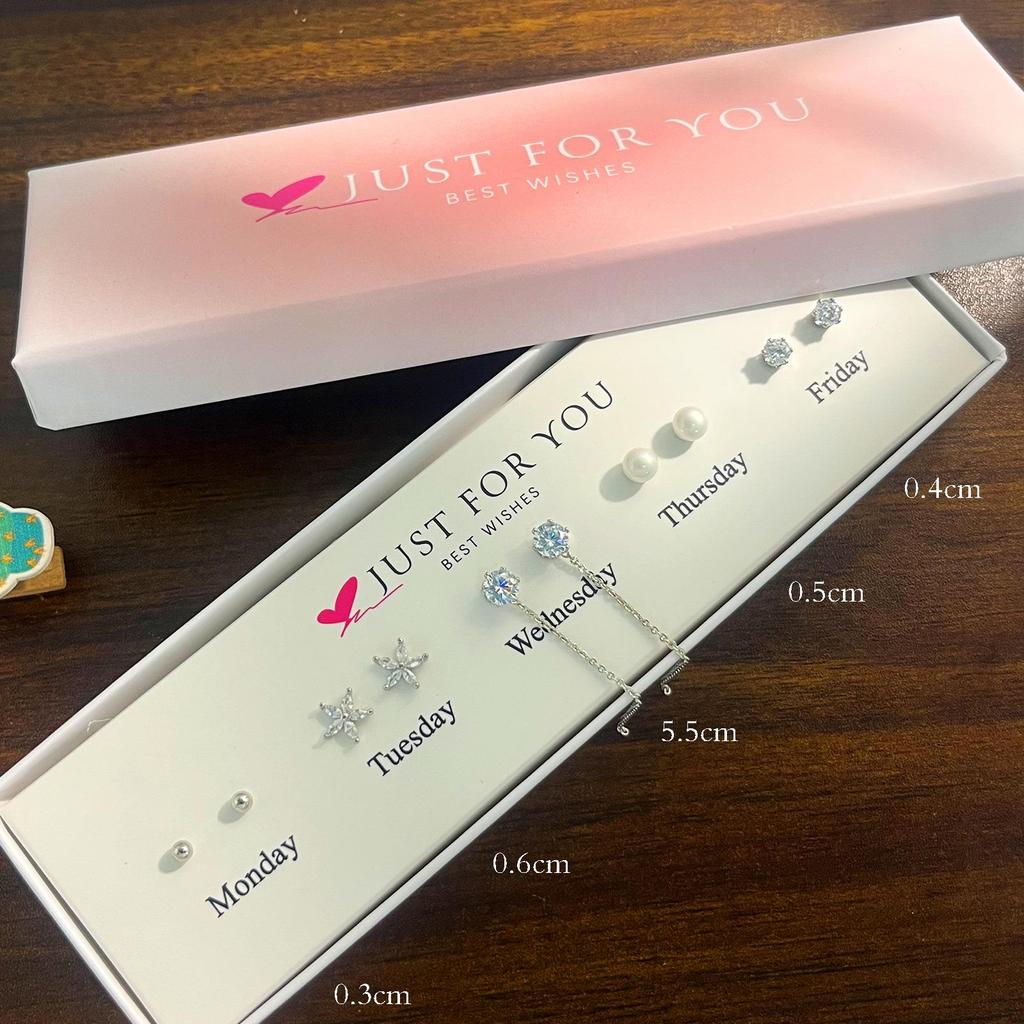 JUST FOR YOU
BEST WISHES
JUST FOR YOU
BEST WISHES
Friday
Thursday
Wednesday
Tuesday
Monday
0.4cm
0.5cm
5.5cm
0.6cm
0.3cm